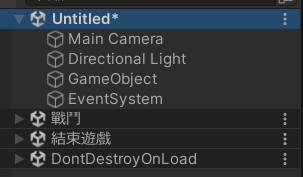 Untitled*
Main Camera
Directional Light
GameObject
EventSystem
戰鬥
結束遊戲
DontDestroyOnLoad